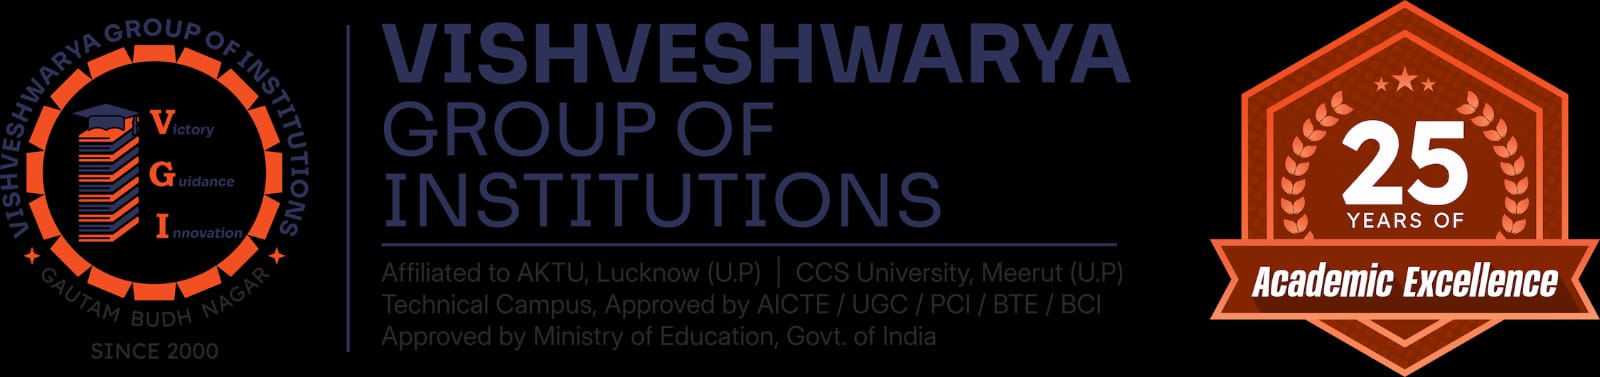 VISHVESHWARYA GROUP OF INSTITUTIONS
Victory
Guidance
Innovation
GAUTAM BUDH NAGAR
SINCE 2000
VISHVESHWARYA
GROUP OF
INSTITUTIONS
Affiliated to AKTU, Lucknow (U.P) | CCS University, Meerut (U.P)
Technical Campus, Approved by AICTE / UGC / PCI / BTE / BCI
Approved by Ministry of Education, Govt. of India
25
YEARS OF
Academic Excellence